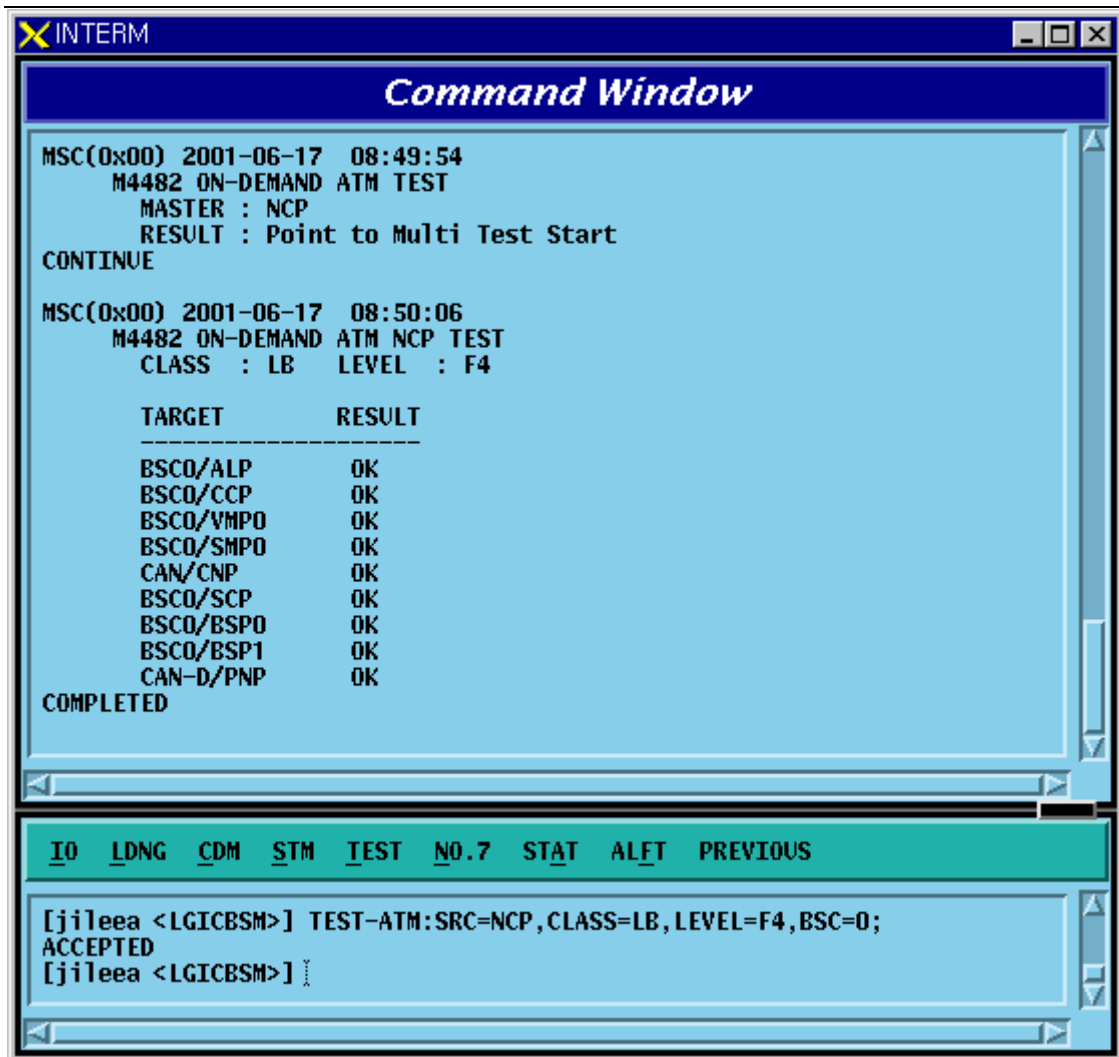 INTERM
Command Window
MSC(0x00) 2001-06-17 08:49:54
M4482 ON-DEMAND ATM TEST
MASTER : NCP
RESULT : Point to Multi Test Start
CONTINUE
MSC(0x00) 2001-06-17 08:50:06
M4482 ON-DEMAND ATM NCP TEST
CLASS : LB LEVEL : F4
TARGET RESULT
--------------------
BSC0/ALP OK
BSC0/CCP OK
BSC0/VMP0 OK
BSC0/SMP0 OK
CAN/CNP OK
BSC0/SCP OK
BSC0/BSP0 OK
BSC0/BSP1 OK
CAN-D/PNP OK
COMPLETED
IO LDNG CDM STM TEST NO.7 STAT ALFT PREVIOUS
[jileea <LGICBSM>] TEST-ATM:SRC=NCP,CLASS=LB,LEVEL=F4,BSC=0;
ACCEPTED
[jileea <LGICBSM>]